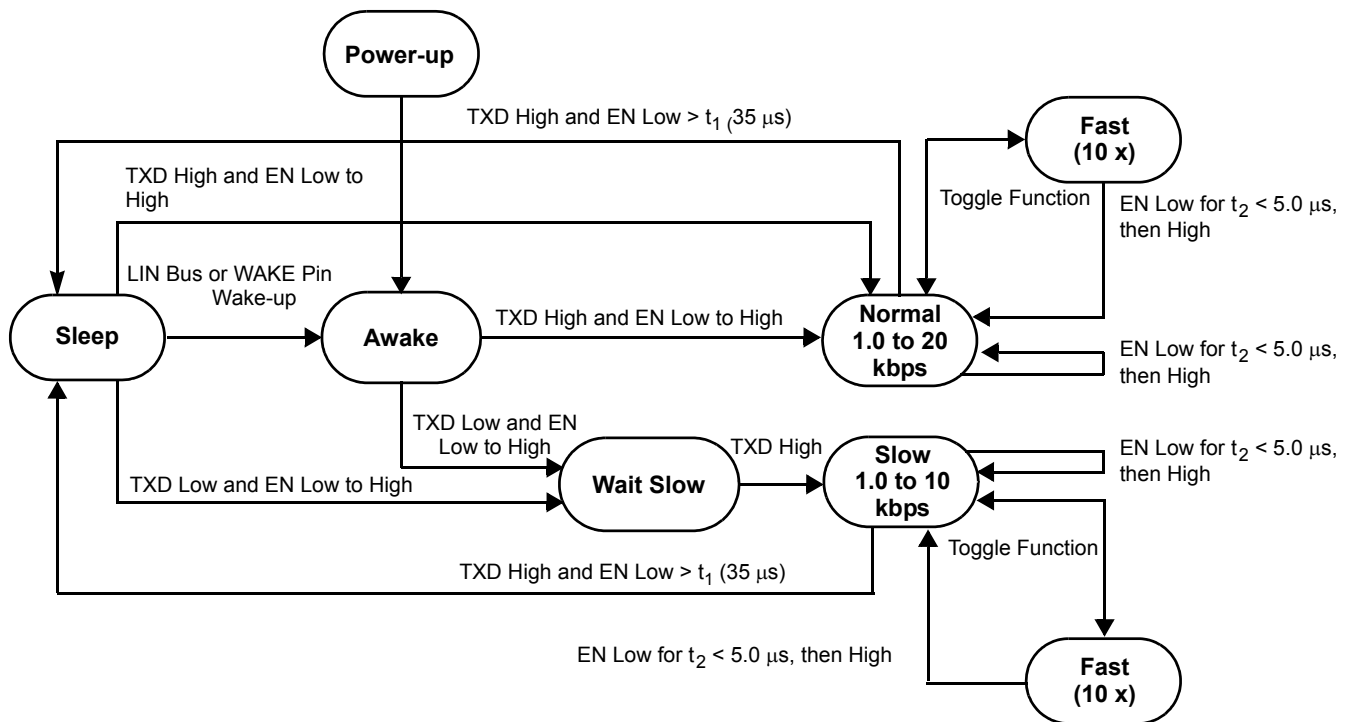 Power-up
TXD High and EN Low > t1 (35 μs)
Fast
(10 x)
TXD High and EN Low to
High
Toggle Function
EN Low for t2 < 5.0 μs,
then High
LIN Bus or WAKE Pin
Wake-up
Sleep
Awake
TXD High and EN Low to High
Normal
1.0 to 20
kbps
EN Low for t2 < 5.0 μs,
then High
TXD Low and EN
Low to High
TXD High
Slow
1.0 to 10
kbps
EN Low for t2 < 5.0 μs,
then High
TXD Low and EN Low to High
Wait Slow
Toggle Function
TXD High and EN Low > t1 (35 μs)
EN Low for t2 < 5.0 μs, then High
Fast
(10 x)